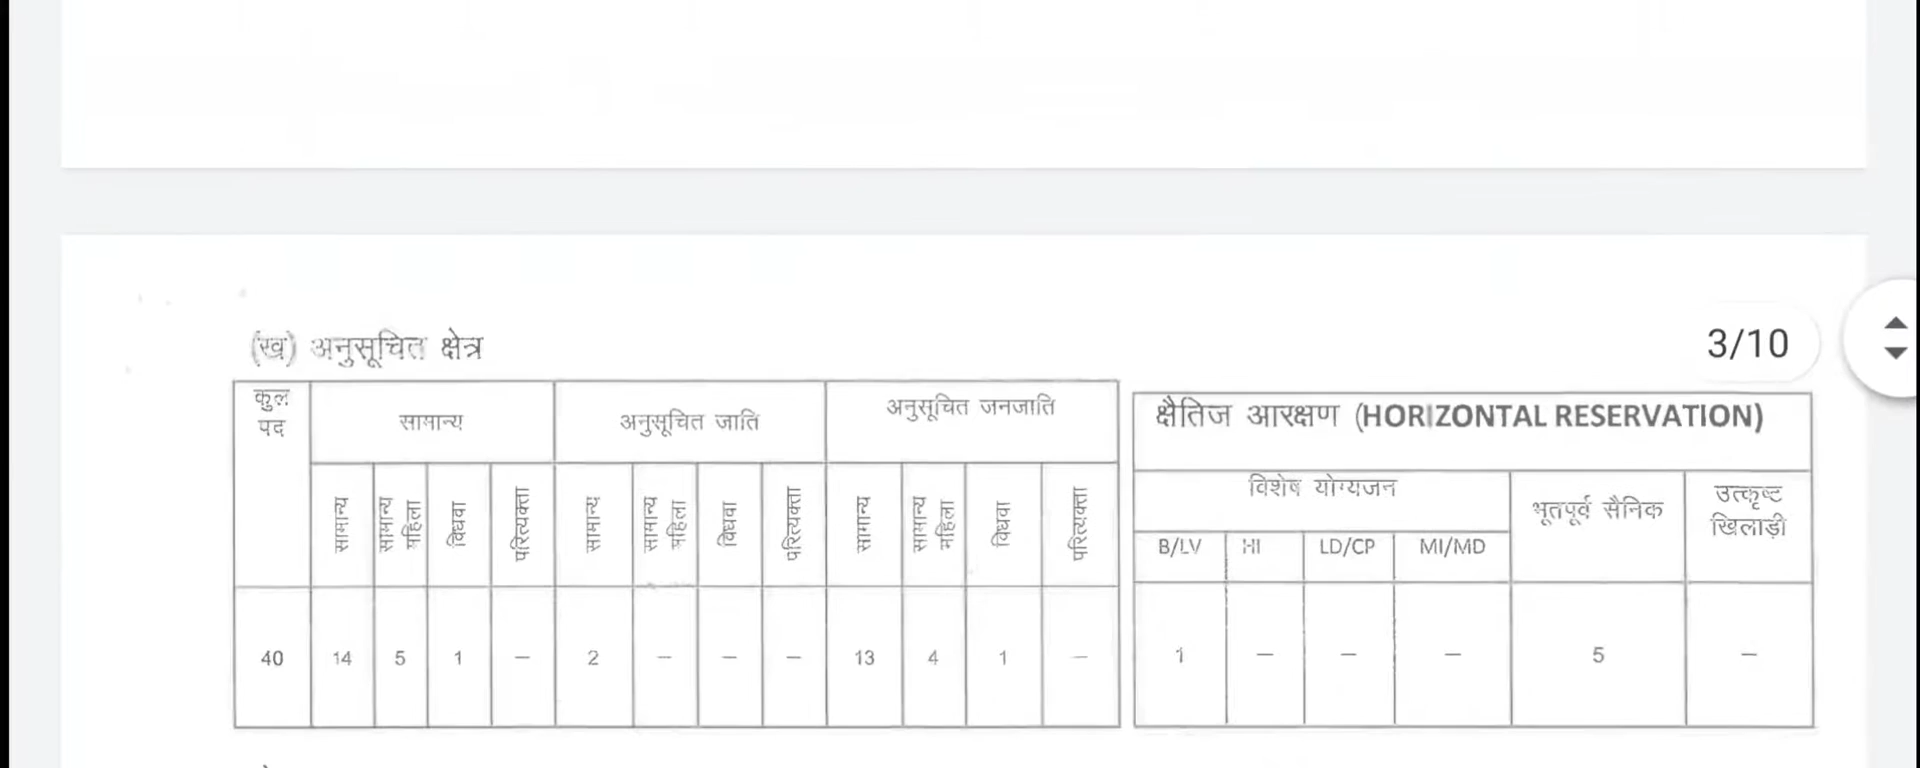 (ख) अनुसूचित क्षेत्र
3/10
कुल पद
सामान्य
अनुसूचित जाति
अनुसूचित जनजाति
सामान्य
सामान्य महिला
विधवा
परित्यक्ता
सामान्य
सामान्य महिला
विधवा
परित्यक्ता
सामान्य
सामान्य महिला
विधवा
परित्यक्ता
40 14 5 1 – 2 – – – 13 4 1 –
क्षैतिज आरक्षण (HORIZONTAL RESERVATION)
विशेष योग्यजन
भूतपूर्व सैनिक
उत्कृष्ट
खिलाड़ी
B/LV HI LD/CP MI/MD
1 – – – 5 –